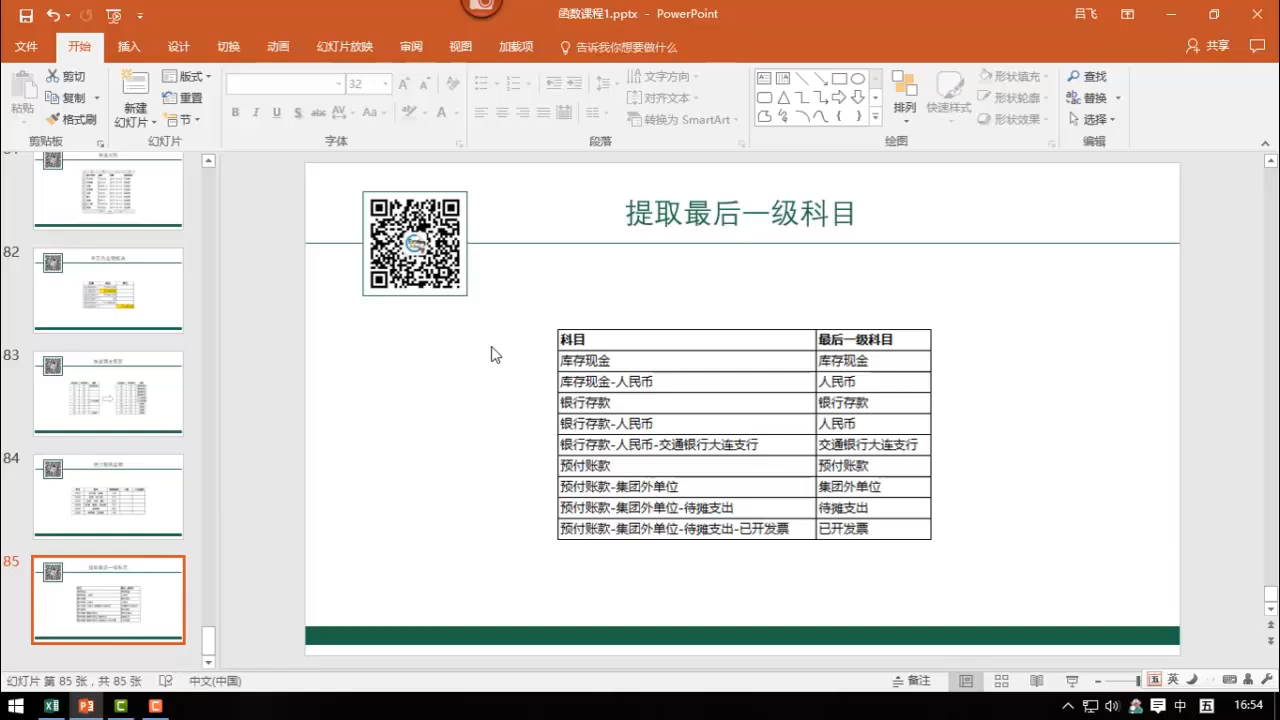 函数课程1.pptx - PowerPoint
吕飞
文件 开始 插入 设计 切换 动画 幻灯片放映 审阅 视图 加载项 告诉我你想要做什么 共享
粘贴 剪切 复制 格式刷
新建 幻灯片 版式 重置 节
32
B I U S abc AV Aa A
文字方向 对齐文本 转换为 SmartArt
排列 快速样式 形状填充 形状轮廓 形状效果
查找 替换 选择
剪贴板 幻灯片 字体 段落 绘图 编辑
82
83
84
85
提取最后一级科目
科目 最后一级科目
库存现金 库存现金
库存现金-人民币 人民币
银行存款 银行存款
银行存款-人民币 人民币
银行存款-人民币-交通银行大连支行 交通银行大连支行
预付账款 预付账款
预付账款-集团外单位 集团外单位
预付账款-集团外单位-待摊支出 待摊支出
预付账款-集团外单位-待摊支出-已开发票 已开发票
幻灯片 第 85 张，共 85 张 中文(中国) 备注 五 英
中 五 16:54